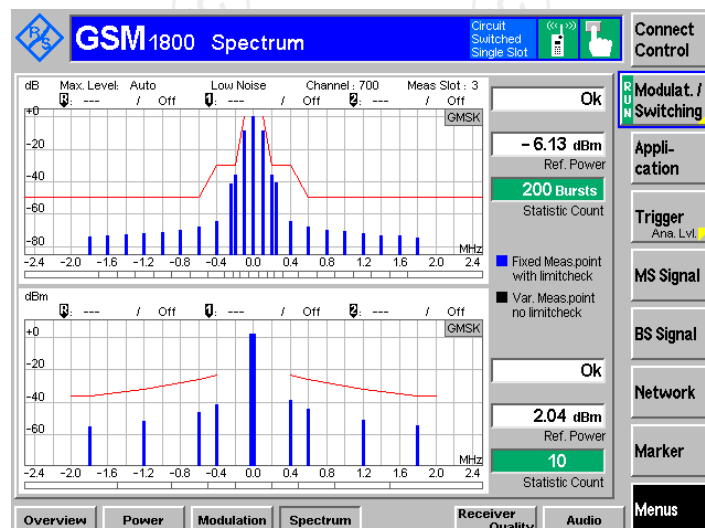 R&S
GSM1800 Spectrum
Circuit
Switched
Single Slot
Connect
Control
dB Max. Level: Auto Low Noise Channel : 700 Meas Slot : 3
R: --- / Off 1: --- / Off 2: --- / Off
+0
GMSK
-20
-40
-60
-80
MHz
-2.4 -2.0 -1.6 -1.2 -0.8 -0.4 0.0 0.4 0.8 1.2 1.6 2.0 2.4
Ok
- 6.13 dBm
Ref. Power
200 Bursts
Statistic Count
Fixed Meas.point
with limitcheck
Var. Meas.point
no limitcheck
dBm
R: --- / Off 1: --- / Off 2: --- / Off
+0
GMSK
-20
-40
-60
MHz
-2.4 -2.0 -1.6 -1.2 -0.8 -0.4 0.0 0.4 0.8 1.2 1.6 2.0 2.4
Ok
2.04 dBm
Ref. Power
10
Statistic Count
RUN
Modulat. /
Switching
Appli-
cation
Trigger
Ana. Lvl.
MS Signal
BS Signal
Network
Marker
Menus
Overview Power Modulation Spectrum Receiver
Quality Audio